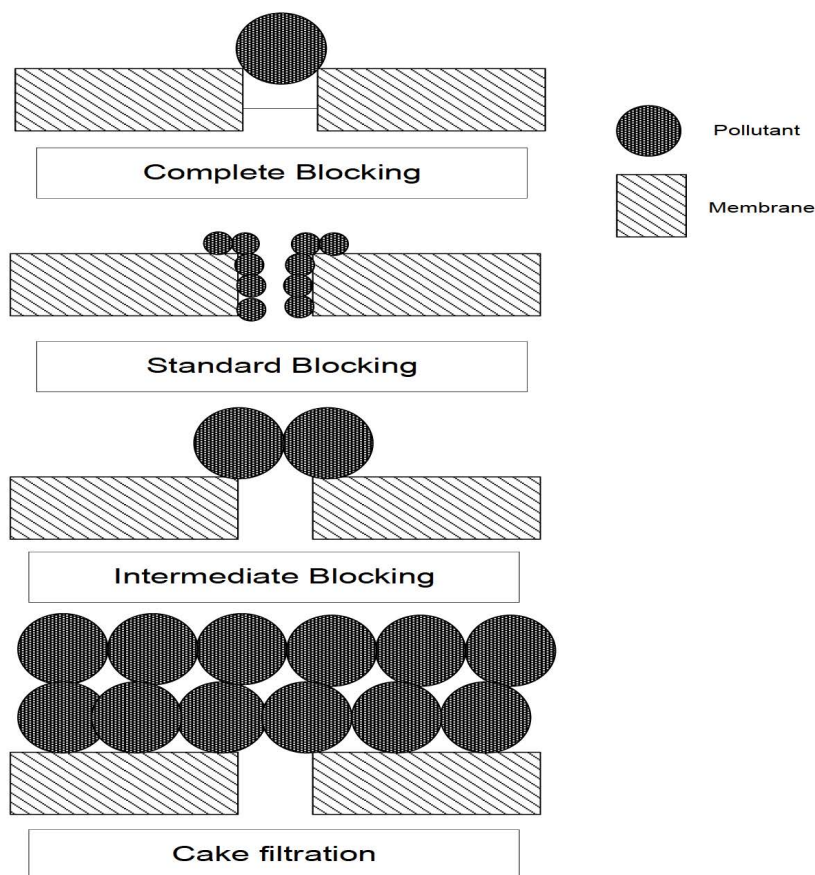 Pollutant
Membrane
Complete Blocking
Standard Blocking
Intermediate Blocking
Cake filtration